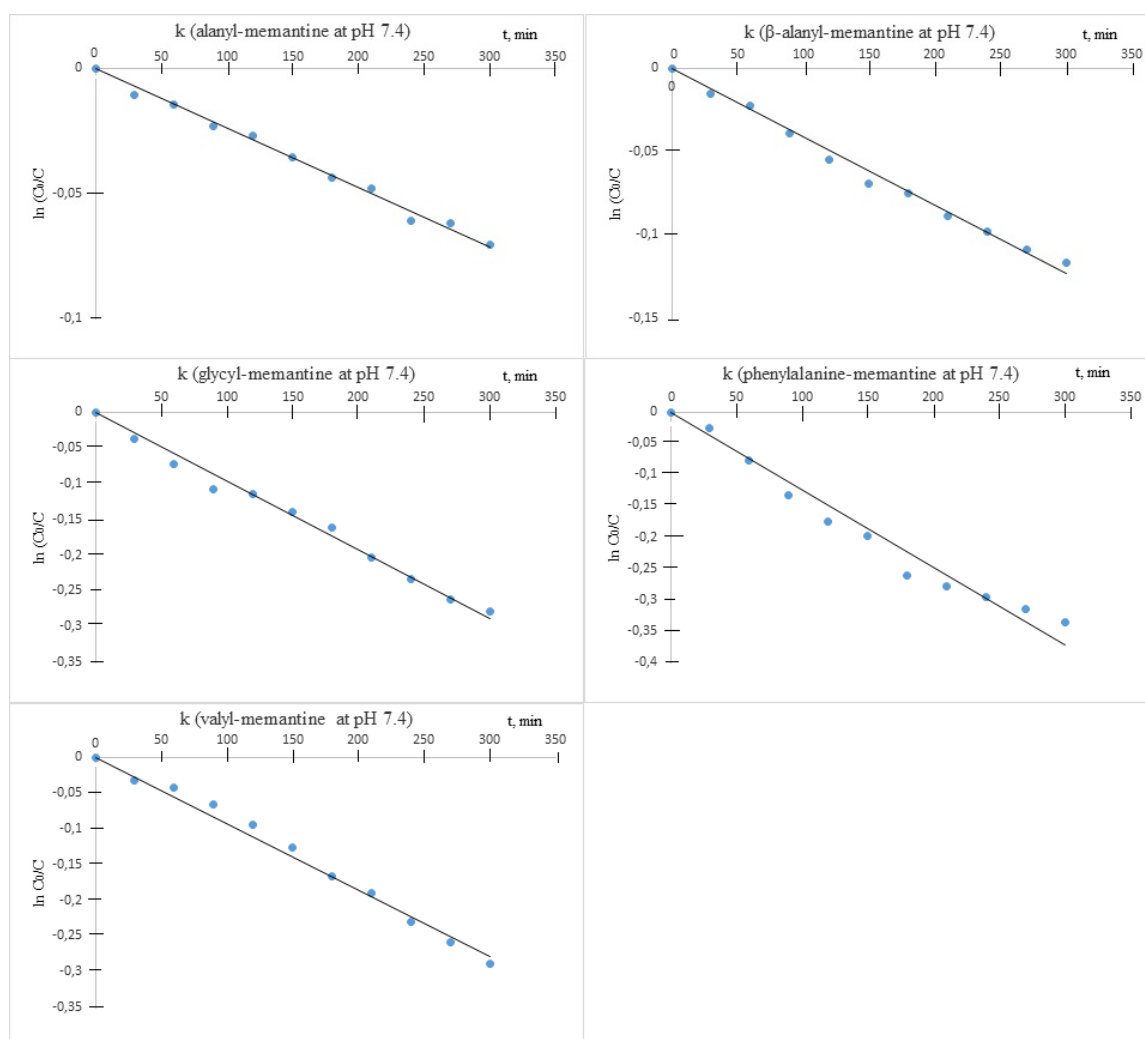 k (alanyl-memantine at pH 7.4)
t, min
0 50 100 150 200 250 300 350
0
-0,05
-0,1
ln (C₀/C
k (β-alanyl-memantine at pH 7.4)
t, min
0 50 100 150 200 250 300 350
0
0
-0,05
-0,1
-0,15
ln (C₀/C
k (glycyl-memantine at pH 7.4)
t, min
0 50 100 150 200 250 300 350
0
-0,05
-0,1
-0,15
-0,2
-0,25
-0,3
-0,35
ln (C₀/C
k (phenylalanine-memantine at pH 7.4)
t, min
0 50 100 150 200 250 300 350
0
-0,05
-0,1
-0,15
-0,2
-0,25
-0,3
-0,35
-0,4
ln C₀/C
k (valyl-memantine at pH 7.4)
t, min
0 50 100 150 200 250 300 350
0
-0,05
-0,1
-0,15
-0,2
-0,25
-0,3
-0,35
ln C₀/C